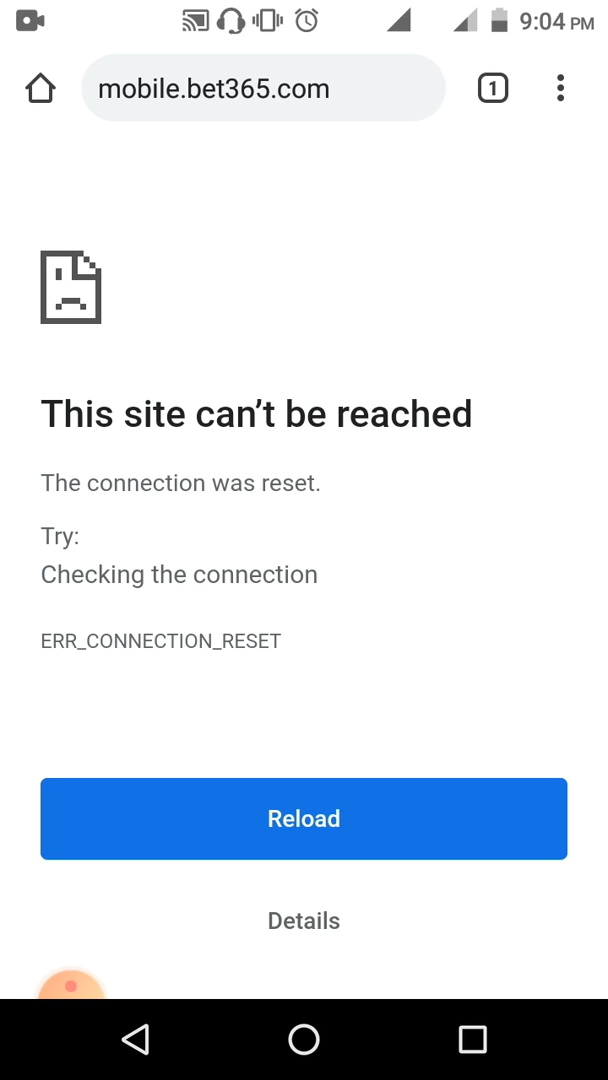 9:04 PM
mobile.bet365.com
1
This site can’t be reached
The connection was reset.
Try:
Checking the connection
ERR_CONNECTION_RESET
Reload
Details